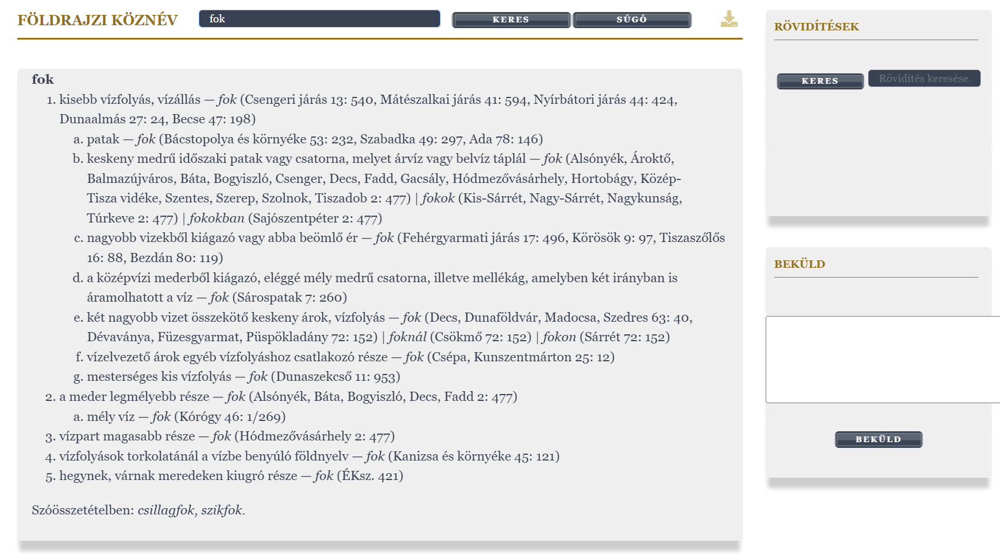 FÖLDRAJZI KÖZNÉV
fok
KERES
SÚGÓ
fok
1. kisebb vízfolyás, vízállás — fok (Csengeri járás 13: 540, Mátészalkai járás 41: 594, Nyírbátori járás 44: 424,
Dunaalmás 27: 24, Becse 47: 198)
a. patak — fok (Bácstopolya és környéke 53: 232, Szabadka 49: 297, Ada 78: 146)
b. keskeny medrű időszaki patak vagy csatorna, melyet árvíz vagy belvíz táplál — fok (Alsónyék, Ároktő,
Balmazújváros, Báta, Bogyiszló, Csenger, Decs, Fadd, Gacsály, Hódmezővásárhely, Hortobágy, Közép-
Tisza vidéke, Szentes, Szerep, Szolnok, Tiszadob 2: 477) | fokok (Kis-Sárrét, Nagy-Sárrét, Nagykunság,
Túrkeve 2: 477) | fokokban (Sajószentpéter 2: 477)
c. nagyobb vizekből kiágazó vagy abba beömlő ér — fok (Fehérgyarmati járás 17: 496, Körösök 9: 97, Tiszaszőlős
16: 88, Bezdán 80: 119)
d. a középvízi mederből kiágazó, eléggé mély medrű csatorna, illetve mellékág, amelyben két irányban is
áramolhatott a víz — fok (Sárospatak 7: 260)
e. két nagyobb vizet összekötő keskeny árok, vízfolyás — fok (Decs, Dunaföldvár, Madocsa, Szedres 63: 40,
Dévaványa, Füzesgyarmat, Püspökladány 72: 152) | foknál (Csökmő 72: 152) | fokon (Sárrét 72: 152)
f. vízelvezető árok egyéb vízfolyáshoz csatlakozó része — fok (Csépa, Kunszentmárton 25: 12)
g. mesterséges kis vízfolyás — fok (Dunaszekcső 11: 953)
2. a meder legmélyebb része — fok (Alsónyék, Báta, Bogyiszló, Decs, Fadd 2: 477)
a. mély víz — fok (Kórógy 46: 1/269)
3. vízpart magasabb része — fok (Hódmezővásárhely 2: 477)
4. vízfolyások torkolatánál a vízbe benyúló földnyelv — fok (Kanizsa és környéke 45: 121)
5. hegynek, várnak meredeken kiugró része — fok (ÉKsz. 421)
Szóösszetételben: csillagfok, szikfok.
RÖVIDÍTÉSEK
KERES
Rövidítés keresése.
BEKÜLD
BEKÜLD